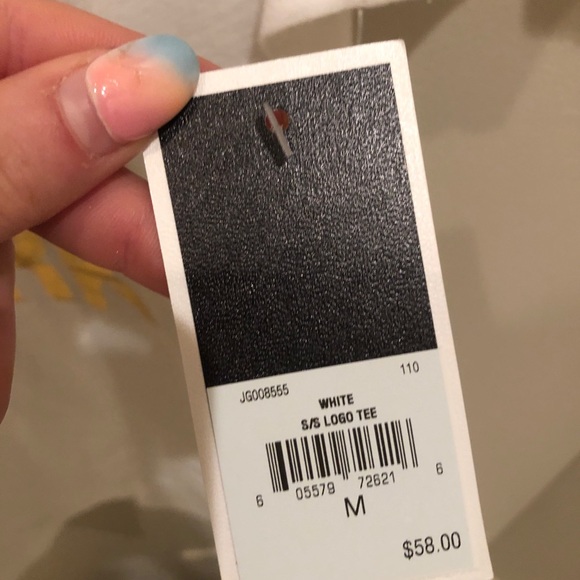 JG008555 110
WHITE
S/S LOGO TEE
6 05579 72621 6
M
$58.00